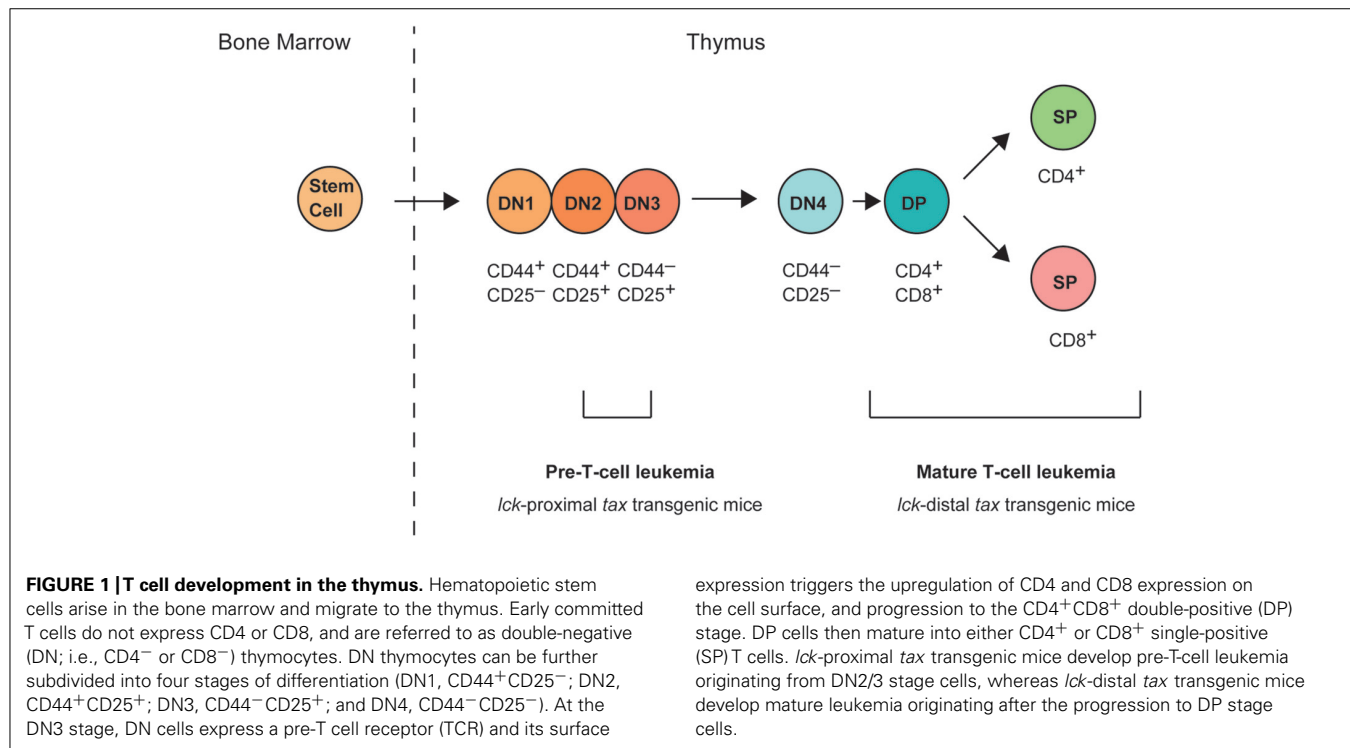 Bone Marrow
Thymus
Stem
Cell
DN1
DN2
DN3
DN4
DP
SP
CD4⁺
SP
CD8⁺
CD44⁺ CD44⁺ CD44⁻
CD25⁻ CD25⁺ CD25⁺
CD44⁻
CD25⁻
CD4⁺
CD8⁺
Pre-T-cell leukemia
lck-proximal tax transgenic mice
Mature T-cell leukemia
lck-distal tax transgenic mice
FIGURE 1 | T cell development in the thymus. Hematopoietic stem
cells arise in the bone marrow and migrate to the thymus. Early committed
T cells do not express CD4 or CD8, and are referred to as double-negative
(DN; i.e., CD4⁻ or CD8⁻) thymocytes. DN thymocytes can be further
subdivided into four stages of differentiation (DN1, CD44⁺CD25⁻; DN2,
CD44⁺CD25⁺; DN3, CD44⁻CD25⁺; and DN4, CD44⁻CD25⁻). At the
DN3 stage, DN cells express a pre-T cell receptor (TCR) and its surface
expression triggers the upregulation of CD4 and CD8 expression on
the cell surface, and progression to the CD4⁺CD8⁺ double-positive (DP)
stage. DP cells then mature into either CD4⁺ or CD8⁺ single-positive
(SP) T cells. lck-proximal tax transgenic mice develop pre-T-cell leukemia
originating from DN2/3 stage cells, whereas lck-distal tax transgenic mice
develop mature leukemia originating after the progression to DP stage
cells.